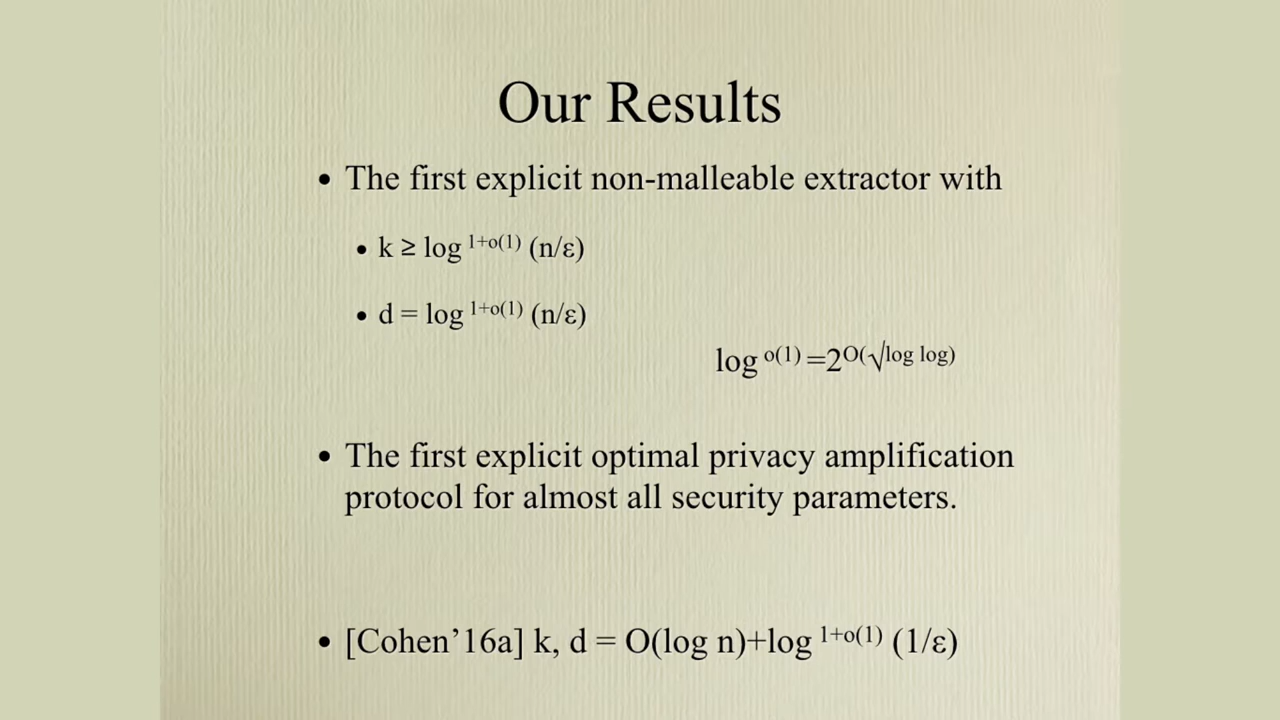 Our Results
• The first explicit non-malleable extractor with
• k ≥ log ^1+o(1) (n/ε)
• d = log ^1+o(1) (n/ε)
log ^o(1) =2^O(√log log)
• The first explicit optimal privacy amplification
protocol for almost all security parameters.
• [Cohen’16a] k, d = O(log n)+log ^1+o(1) (1/ε)